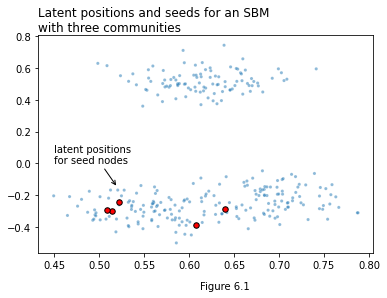 Latent positions and seeds for an SBM
with three communities
0.8
0.6
0.4
0.2
0.0
−0.2
−0.4
latent positions
for seed nodes
0.45 0.50 0.55 0.60 0.65 0.70 0.75 0.80
Figure 6.1